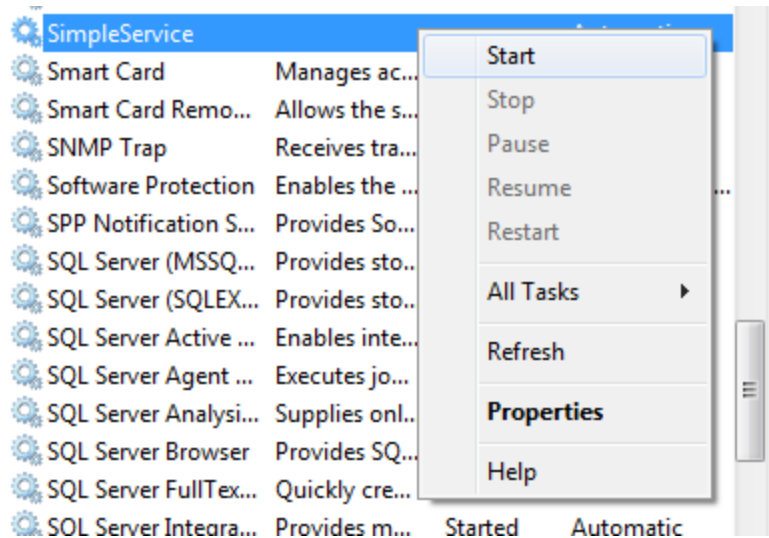 SimpleService
Start
Smart Card Manages ac...
Stop
Smart Card Remo... Allows the s...
Pause
SNMP Trap Receives tra...
Resume
Software Protection Enables the ... ...
Restart
SPP Notification S... Provides So...
SQL Server (MSSQ... Provides sto...
All Tasks
SQL Server (SQLEX... Provides sto...
SQL Server Active ... Enables inte...
Refresh
SQL Server Agent ... Executes jo...
Properties
SQL Server Analysi... Supplies onl...
SQL Server Browser Provides SQ...
Help
SQL Server FullTex... Quickly cre...
SQL Server Integra... Provides m... Started Automatic